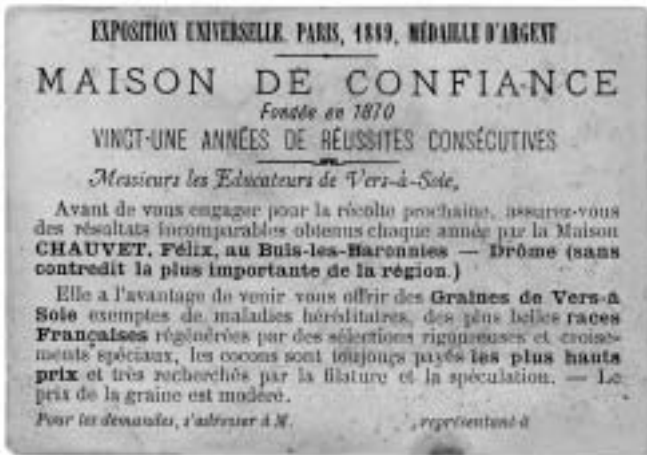 EXPOSITION UNIVERSELLE. PARIS, 1889, MÉDAILLE D'ARGENT
MAISON DE CONFIANCE
Fondée en 1870
VINGT-UNE ANNÉES DE RÉUSSITES CONSÉCUTIVES
Messieurs les Educateurs de Vers-à-Soie,
Avant de vous engager pour la récolte prochaine, assurez-vous
des résultats incomparables obtenus chaque année par la Maison
CHAUVET, Félix, au Buis-les-Baronnies — Drôme (sans
contredit la plus importante de la région.)
Elle a l'avantage de venir vous offrir des Graines de Vers-à
Soie exemptes de maladies héréditaires, des plus belles races
Françaises régénérées par des sélections rigoureuses et croise-
ments spéciaux, les cocons sont toujours payés les plus hauts
prix et très recherchés par la filature et la spéculation. — Le
prix de la graine est modéré.
Pour les demandes, s'adresser à M. , représentant à